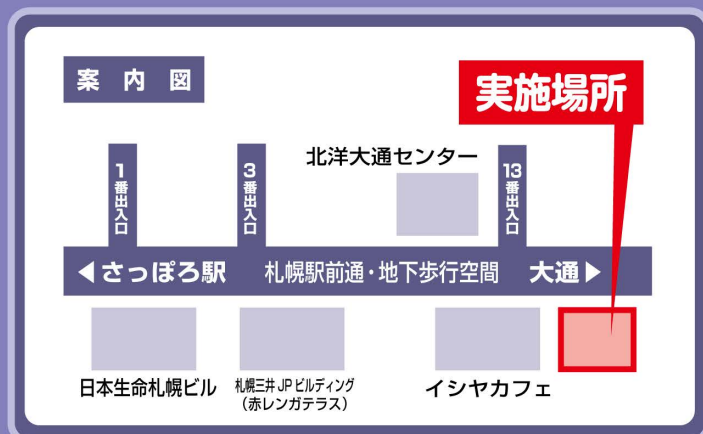 案内図
実施場所
北洋大通センター
1番出入口
3番出入口
13番出入口
◀さっぽろ駅 札幌駅前通・地下歩行空間 大通▶
日本生命札幌ビル
札幌三井JPビルディング
（赤レンガテラス）
イシヤカフェ